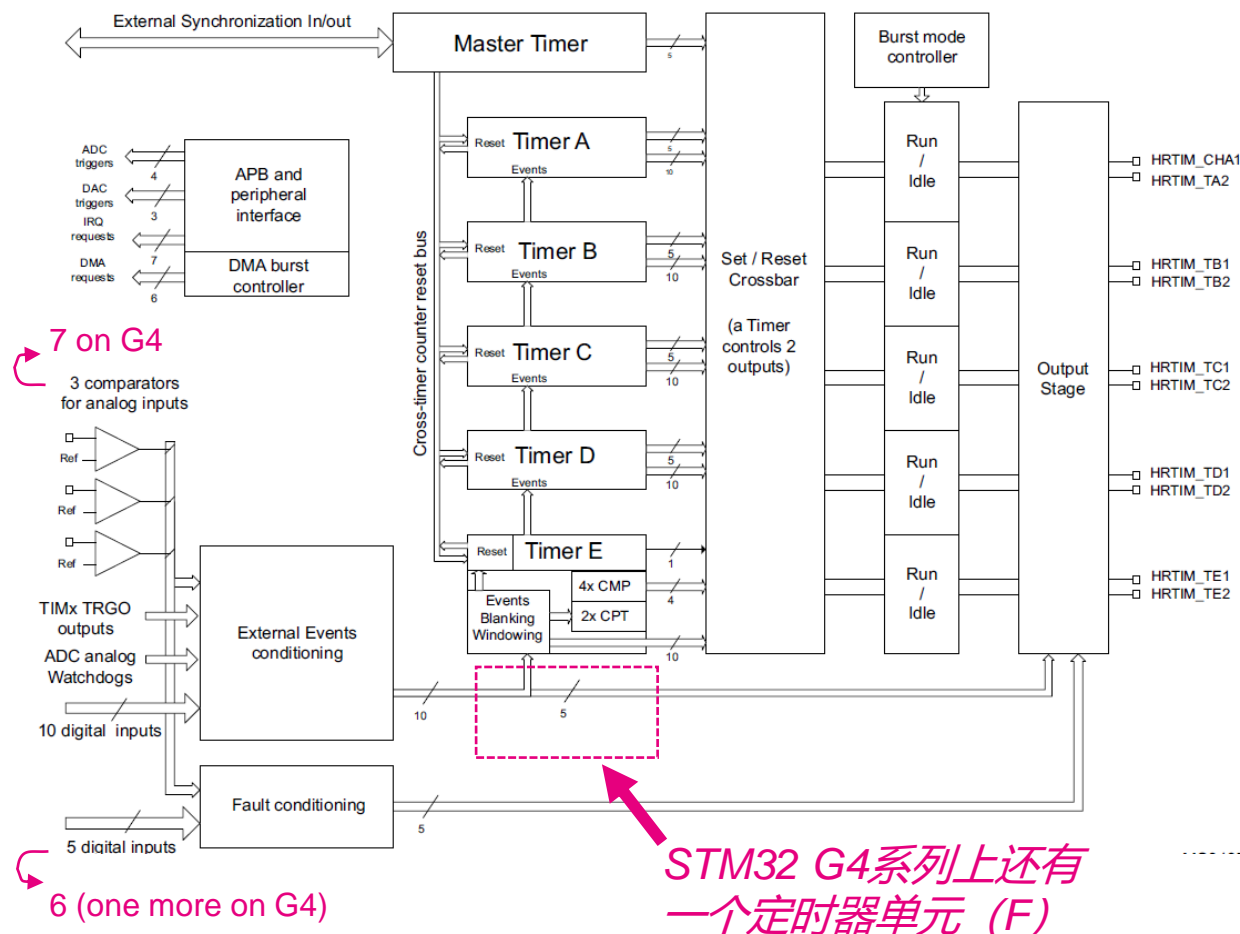 External Synchronization In/out
Master Timer
5
Burst mode
controller
ADC
triggers
4
DAC
triggers
3
IRQ
requests
7
DMA
requests
6
APB and
peripheral
interface
DMA burst
controller
Cross-timer counter reset bus
Reset Timer A
Events
5
10
Reset Timer B
Events
5
10
Reset Timer C
Events
5
10
Reset Timer D
Events
5
10
Reset Timer E
1
4x CMP
4
2x CPT
Events
Blanking
Windowing
10
Set / Reset
Crossbar
(a Timer
controls 2
outputs)
Run
/
Idle
Run
/
Idle
Run
/
Idle
Run
/
Idle
Run
/
Idle
Output
Stage
HRTIM_CHA1
HRTIM_TA2
HRTIM_TB1
HRTIM_TB2
HRTIM_TC1
HRTIM_TC2
HRTIM_TD1
HRTIM_TD2
HRTIM_TE1
HRTIM_TE2
7 on G4
3 comparators
for analog inputs
Ref
Ref
Ref
TIMx TRGO
outputs
ADC analog
Watchdogs
10 digital inputs
External Events
conditioning
10
5
Fault conditioning
5
5 digital inputs
6 (one more on G4)
STM32 G4系列上还有
一个定时器单元（F）